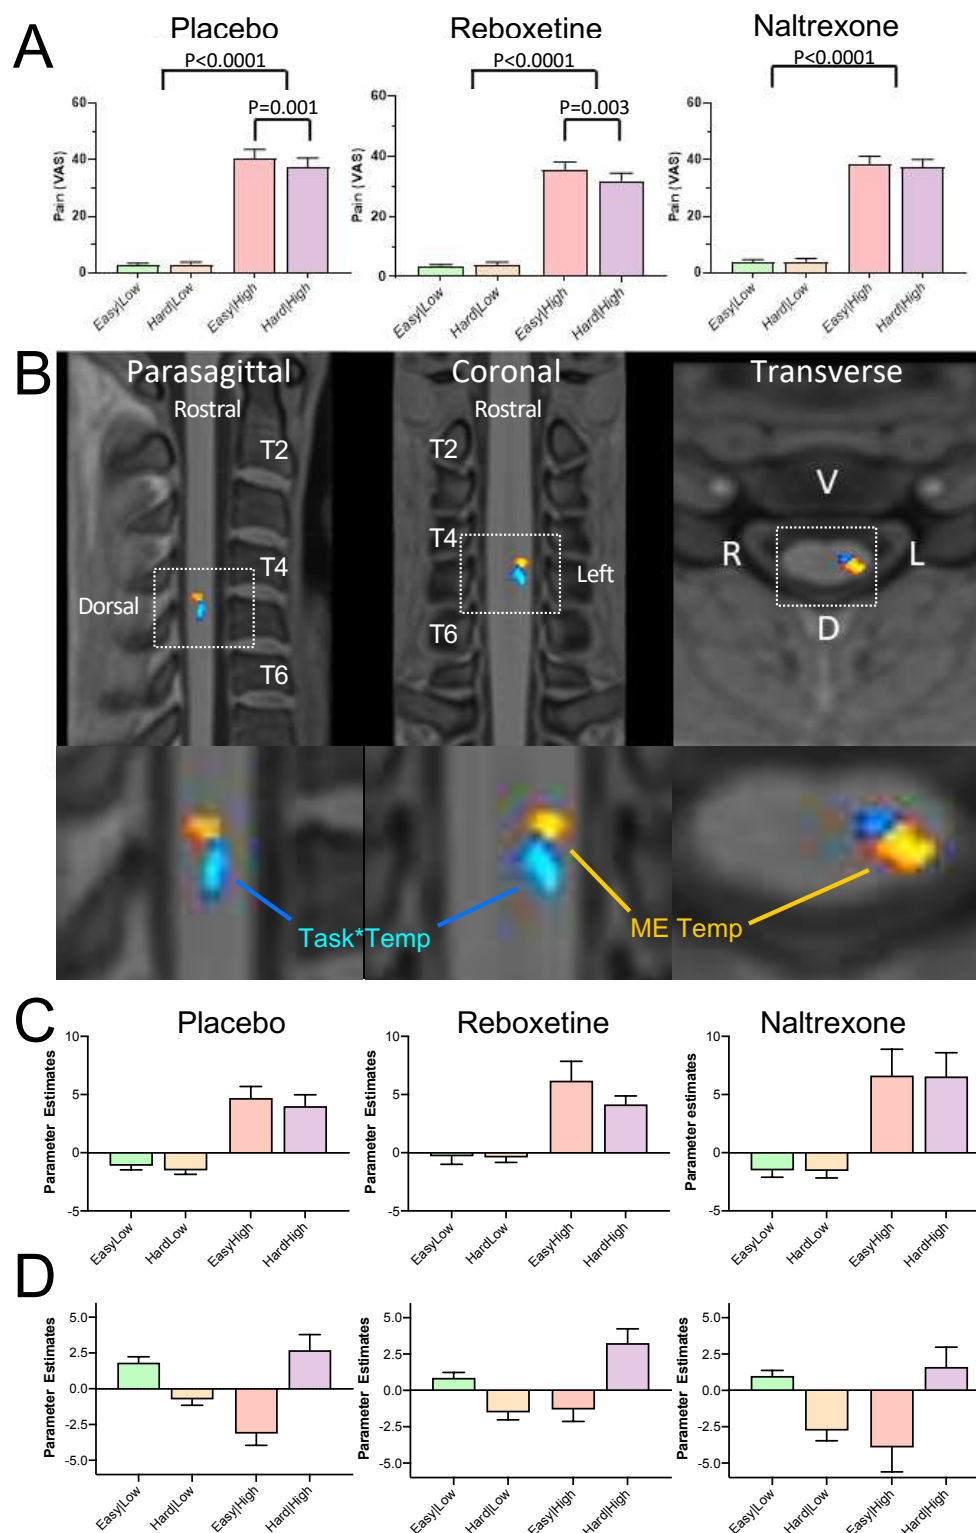 A
Placebo
Reboxetine
Naltrexone
P<0.0001
P=0.001
P<0.0001
P=0.003
P<0.0001
Pain (VAS)
60
40
20
0
Easy|Low
Hard|Low
Easy|High
Hard|High
Pain (VAS)
60
40
20
0
Easy|Low
Hard|Low
Easy|High
Hard|High
Pain (VAS)
60
40
20
0
Easy|Low
Hard|Low
Easy|High
Hard|High
B
Parasagittal
Rostral
T2
T4
Dorsal
T6
Coronal
Rostral
T2
T4
Left
T6
Transverse
V
R
L
D
Task*Temp
ME Temp
C
Placebo
Reboxetine
Naltrexone
Parameter Estimates
10
5
0
-5
EasyLow
HardLow
EasyHigh
HardHigh
Parameter Estimates
10
5
0
-5
EasyLow
HardLow
EasyHigh
HardHigh
Parameter estimates
10
5
0
-5
EasyLow
HardLow
EasyHigh
HardHigh
D
Parameter Estimates
5.0
2.5
0.0
-2.5
-5.0
Easy|Low
Hard|Low
Easy|High
Hard|High
Parameter Estimates
5.0
2.5
0.0
-2.5
-5.0
Easy|Low
Hard|Low
Easy|High
Hard|High
Parameter Estimates
5.0
2.5
0.0
-2.5
-5.0
Easy|Low
Hard|Low
Easy|High
Hard|High